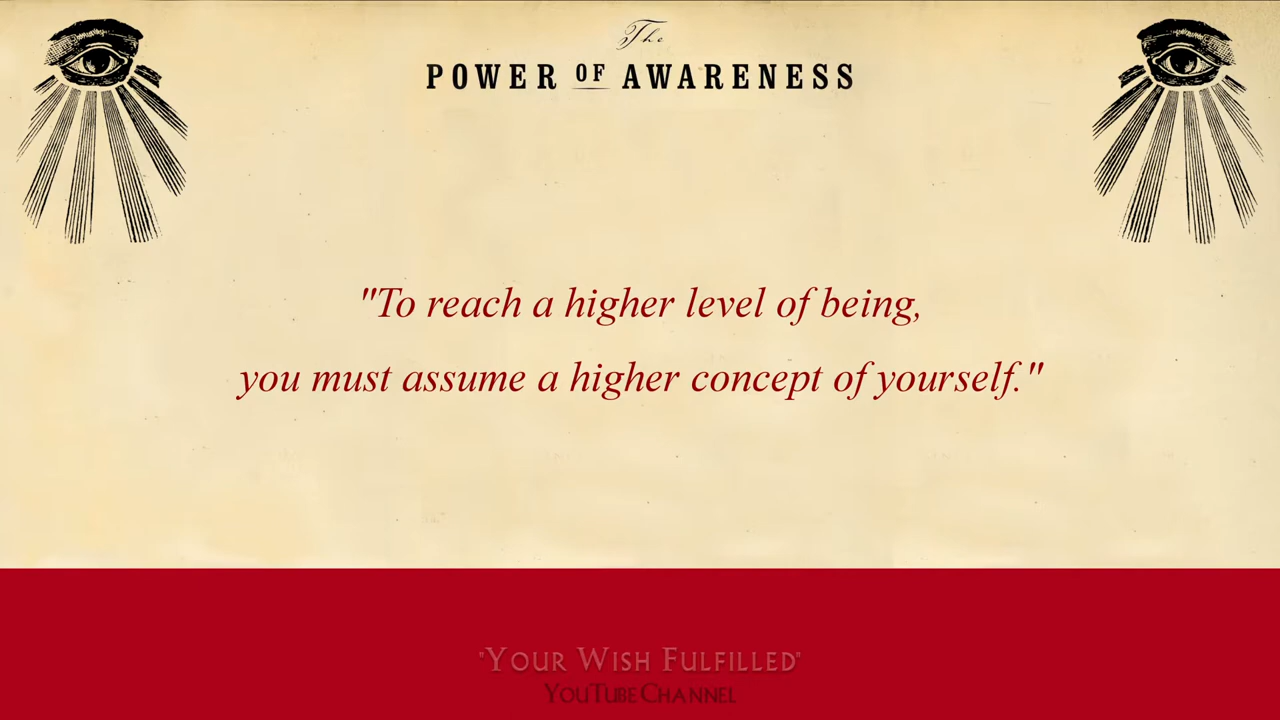 The
POWER OF AWARENESS
"To reach a higher level of being,
you must assume a higher concept of yourself."
"YOUR WISH FULFILLED"
YOUTUBE CHANNEL